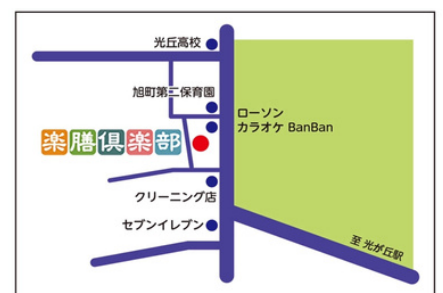 光丘高校
旭町第二保育園
ローソン
カラオケ BanBan
楽膳倶楽部
クリーニング店
セブンイレブン
至 光が丘駅